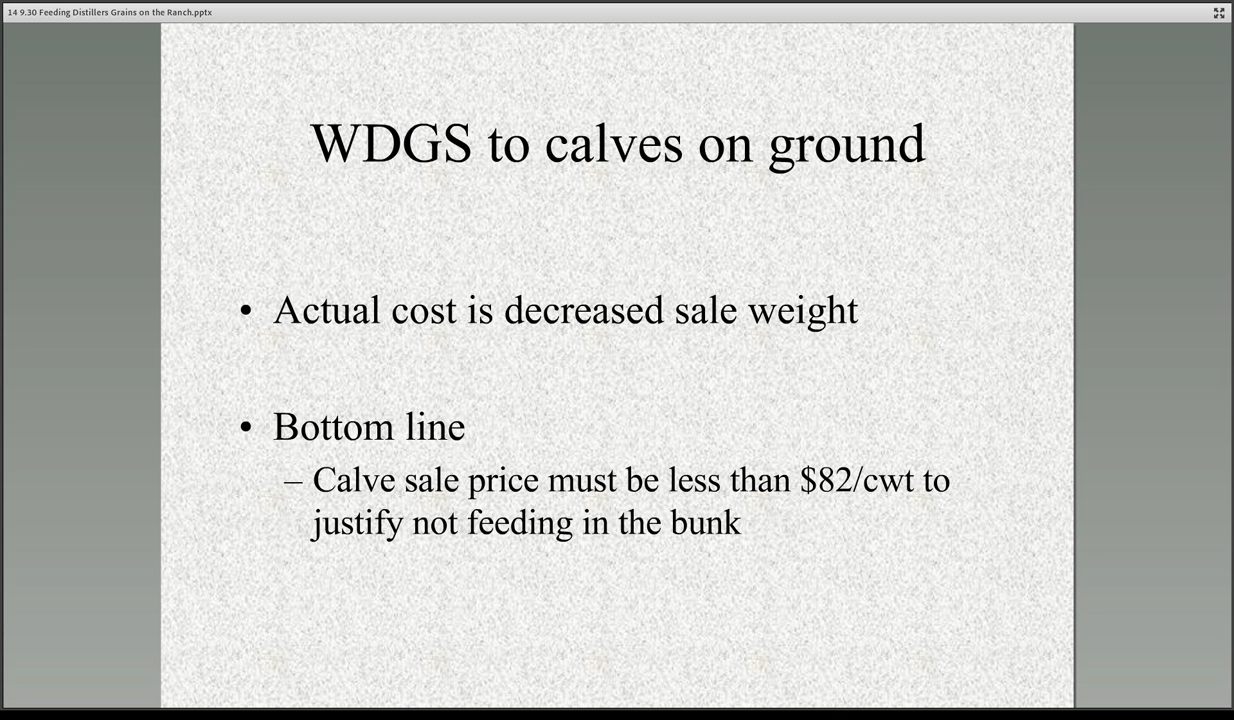 14 9.30 Feeding Distillers Grains on the Ranch.pptx
WDGS to calves on ground
• Actual cost is decreased sale weight
• Bottom line
– Calve sale price must be less than $82/cwt to
justify not feeding in the bunk